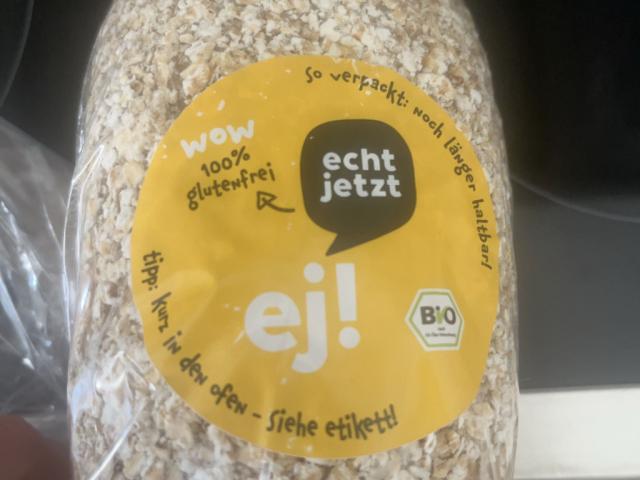 so verpackt: noch länger haltbar!
wow
100%
glutenfrei
echt
jetzt
ej!
BiO
tipp: kurz in den ofen - siehe etikett!